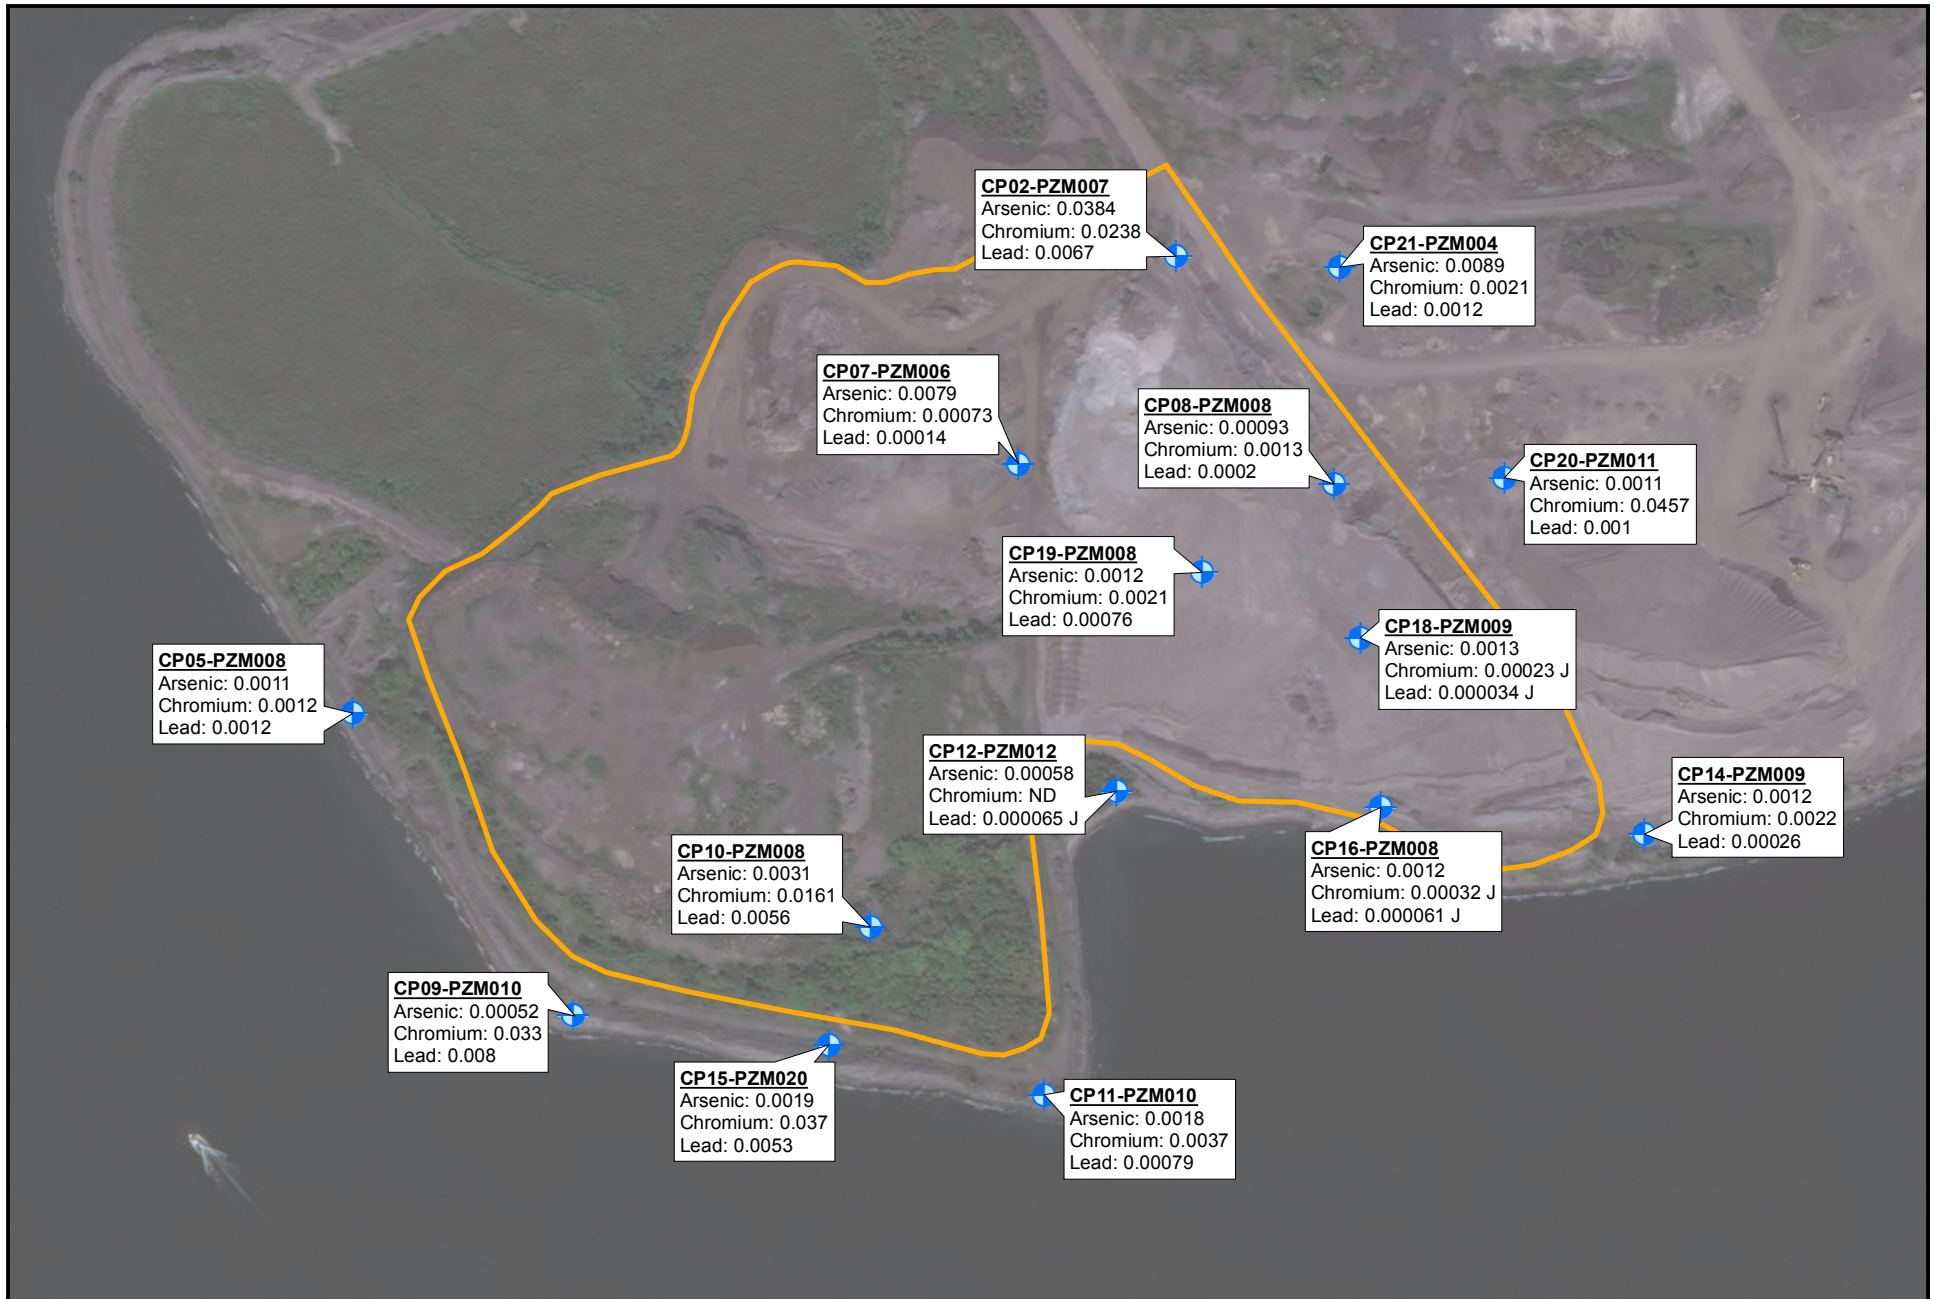 CP02-PZM007
Arsenic: 0.0384
Chromium: 0.0238
Lead: 0.0067
CP21-PZM004
Arsenic: 0.0089
Chromium: 0.0021
Lead: 0.0012
CP07-PZM006
Arsenic: 0.0079
Chromium: 0.00073
Lead: 0.00014
CP08-PZM008
Arsenic: 0.00093
Chromium: 0.0013
Lead: 0.0002
CP20-PZM011
Arsenic: 0.0011
Chromium: 0.0457
Lead: 0.001
CP19-PZM008
Arsenic: 0.0012
Chromium: 0.0021
Lead: 0.00076
CP18-PZM009
Arsenic: 0.0013
Chromium: 0.00023 J
Lead: 0.000034 J
CP05-PZM008
Arsenic: 0.0011
Chromium: 0.0012
Lead: 0.0012
CP12-PZM012
Arsenic: 0.00058
Chromium: ND
Lead: 0.000065 J
CP14-PZM009
Arsenic: 0.0012
Chromium: 0.0022
Lead: 0.00026
CP10-PZM008
Arsenic: 0.0031
Chromium: 0.0161
Lead: 0.0056
CP16-PZM008
Arsenic: 0.0012
Chromium: 0.00032 J
Lead: 0.000061 J
CP09-PZM010
Arsenic: 0.00052
Chromium: 0.033
Lead: 0.008
CP15-PZM020
Arsenic: 0.0019
Chromium: 0.037
Lead: 0.0053
CP11-PZM010
Arsenic: 0.0018
Chromium: 0.0037
Lead: 0.00079